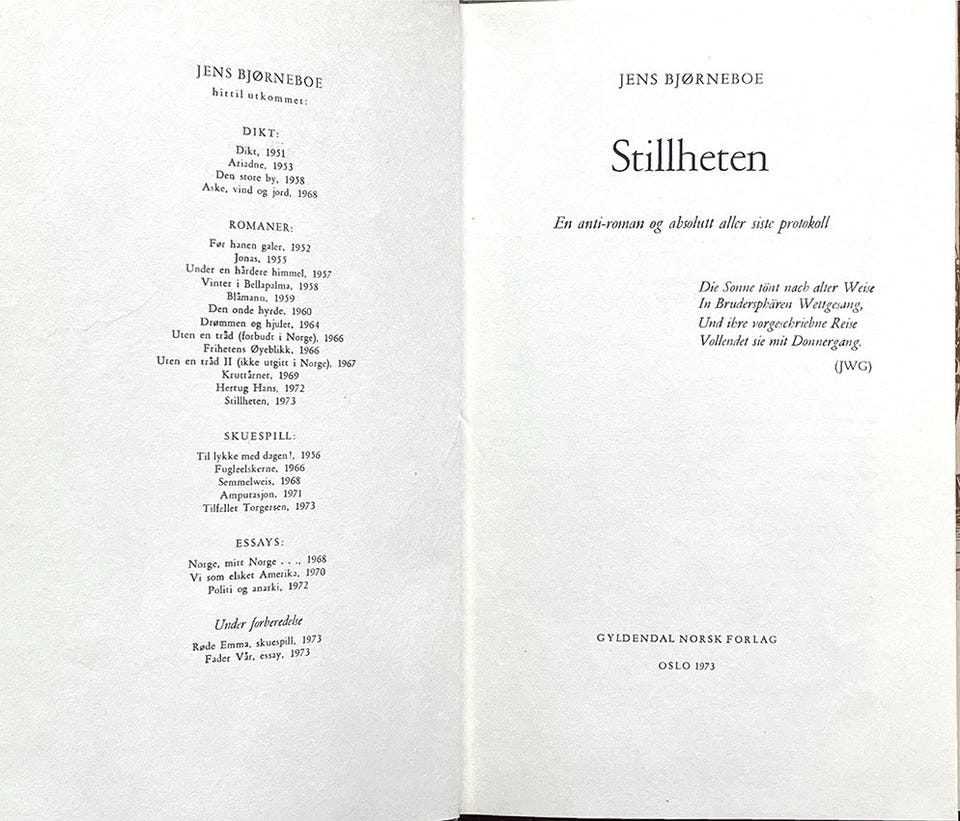 JENS BJØRNEBOE
hittil utkommet:
DIKT:
Dikt, 1951
Ariadne, 1953
Den store by, 1958
Aske, vind og jord, 1968
ROMANER:
Før hanen galer, 1952
Jonas, 1955
Under en hårdere himmel, 1957
Vinter i Bellapalma, 1958
Blåmann, 1959
Den onde hyrde, 1960
Drømmen og hjulet, 1964
Uten en tråd (forbudt i Norge), 1966
Frihetens Øyeblikk, 1966
Uten en tråd II (ikke utgitt i Norge), 1967
Kruttårnet, 1969
Hertug Hans, 1972
Stillheten, 1973
SKUESPILL:
Til lykke med dagen!, 1956
Fugleelskerne, 1966
Semmelweis, 1968
Amputasjon, 1971
Tilfellet Torgersen, 1973
ESSAYS:
Norge, mitt Norge . . ., 1968
Vi som elsket Amerika, 1970
Politi og anarki, 1972
Under forberedelse
Røde Emma, skuespill, 1973
Fader Vår, essay, 1973
JENS BJØRNEBOE
Stillheten
En anti-roman og absolutt aller siste protokoll
Die Sonne tönt nach alter Weise
In Brudersphären Wettgesang,
Und ihre vorgeschriebne Reise
Vollendet sie mit Donnergang.
(JWG)
GYLDENDAL NORSK FORLAG
OSLO 1973